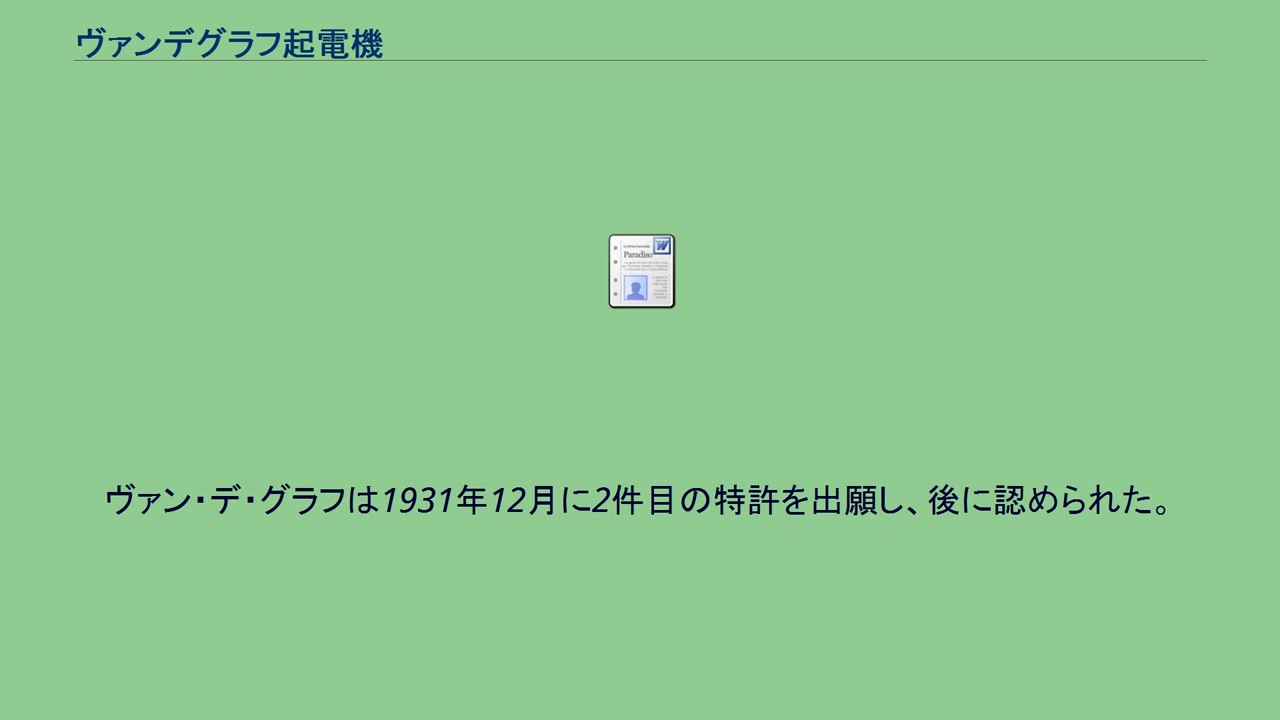 ヴァンデグラフ起電機
Paradiso
ヴァン・デ・グラフは1931年12月に2件目の特許を出願し、後に認められた。